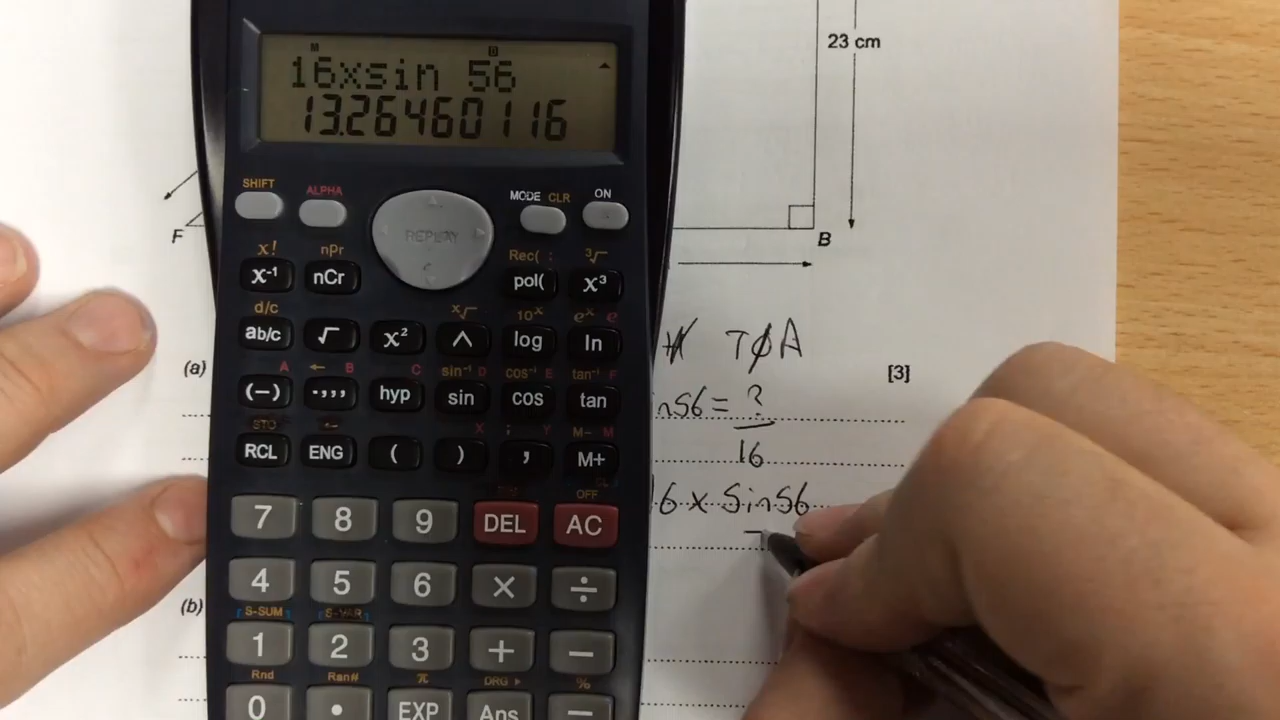 M D
16xsin 56
13.26460116
23 cm
SHIFT ALPHA MODE CLR ON
F
B
x! nPr Rec( : ³√
x⁻¹ nCr pol( x³
d/c x√ 10ˣ eˣ e
ab/c √ x² ^ log ln
H TOA
(a)
[3]
A ← B C sin⁻¹ D cos⁻¹ E tan⁻¹ F
(−) .,,, hyp sin cos tan
n56 = ?
16
STO X ; Y M− M
RCL ENG ( ) , M+
6 x Sin56
OFF
7 8 9 DEL AC
4 5 6 × ÷
(b)
S-SUM S-VAR
1 2 3 + −
Rnd Ran# π DRG▸ %
0 • EXP Ans